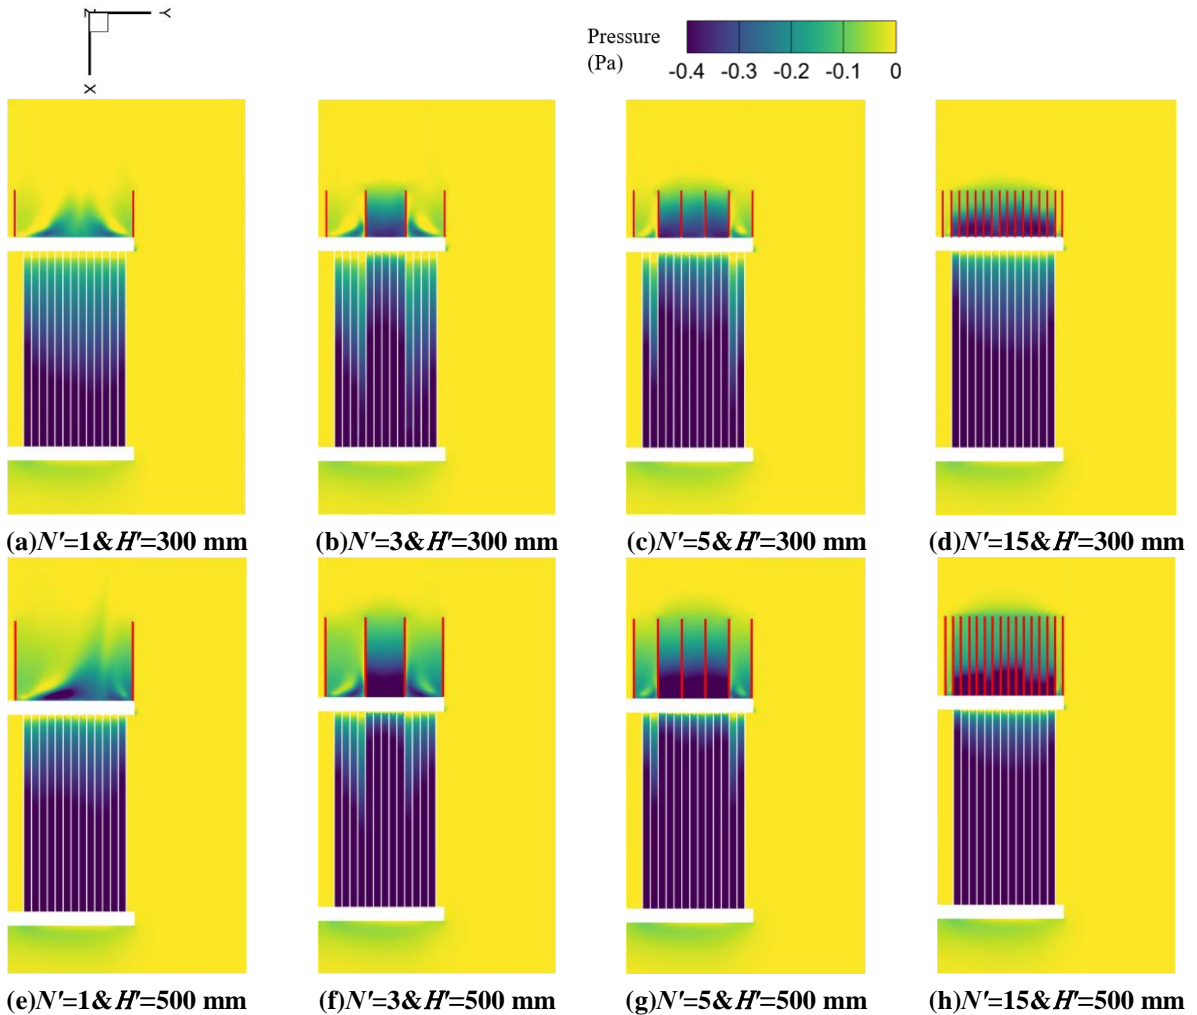 Z
Y
X
Pressure
(Pa)
-0.4 -0.3 -0.2 -0.1 0
(a)N'=1&H'=300 mm (b)N'=3&H'=300 mm (c)N'=5&H'=300 mm (d)N'=15&H'=300 mm
(e)N'=1&H'=500 mm (f)N'=3&H'=500 mm (g)N'=5&H'=500 mm (h)N'=15&H'=500 mm